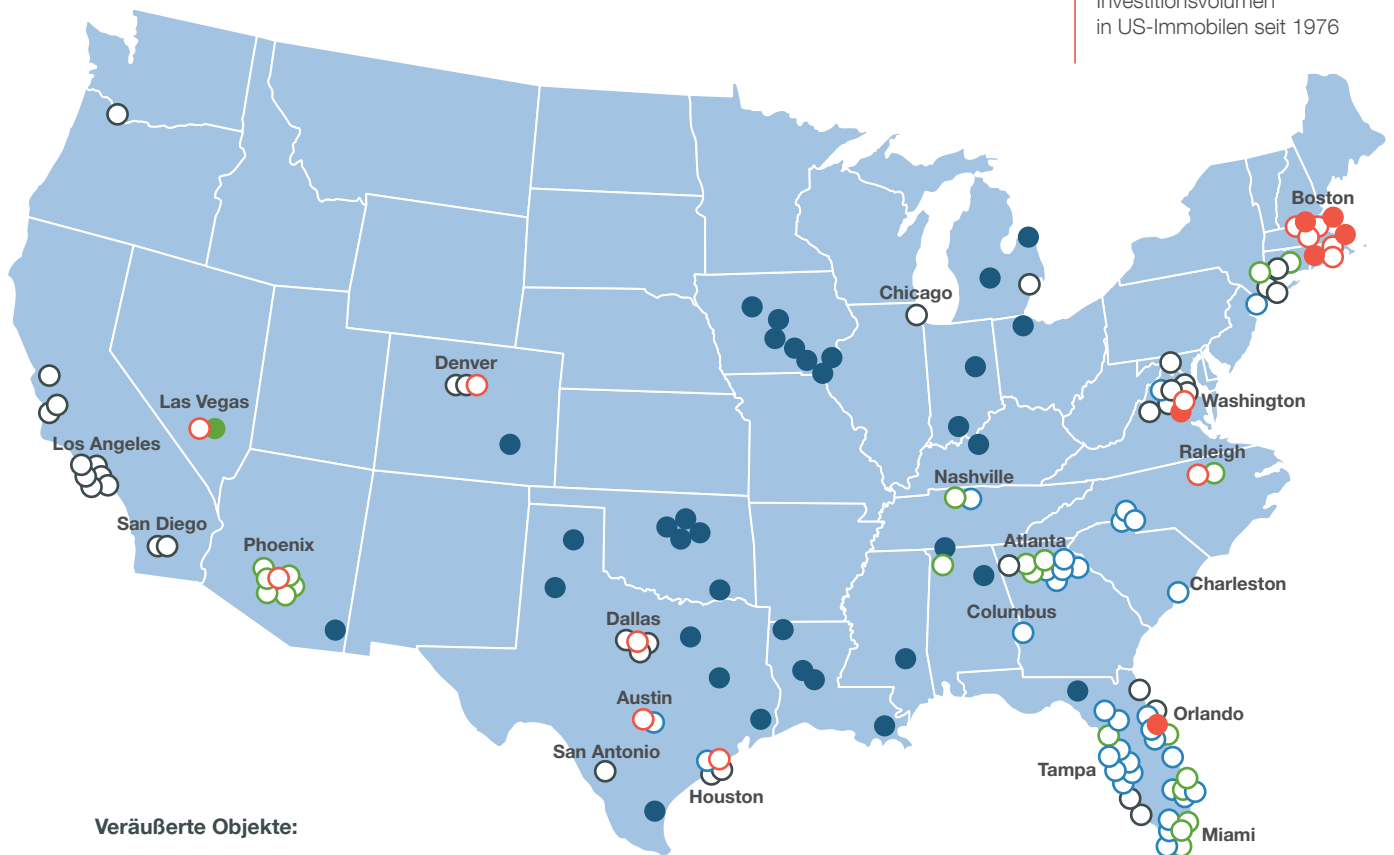 Investitionsvolumen
in US-Immobilen seit 1976
Boston
Chicago
Denver
Las Vegas
Washington
Los Angeles
Raleigh
Nashville
San Diego
Phoenix
Atlanta
Charleston
Columbus
Dallas
Austin
Orlando
San Antonio
Tampa
Houston
Veräußerte Objekte:
Miami